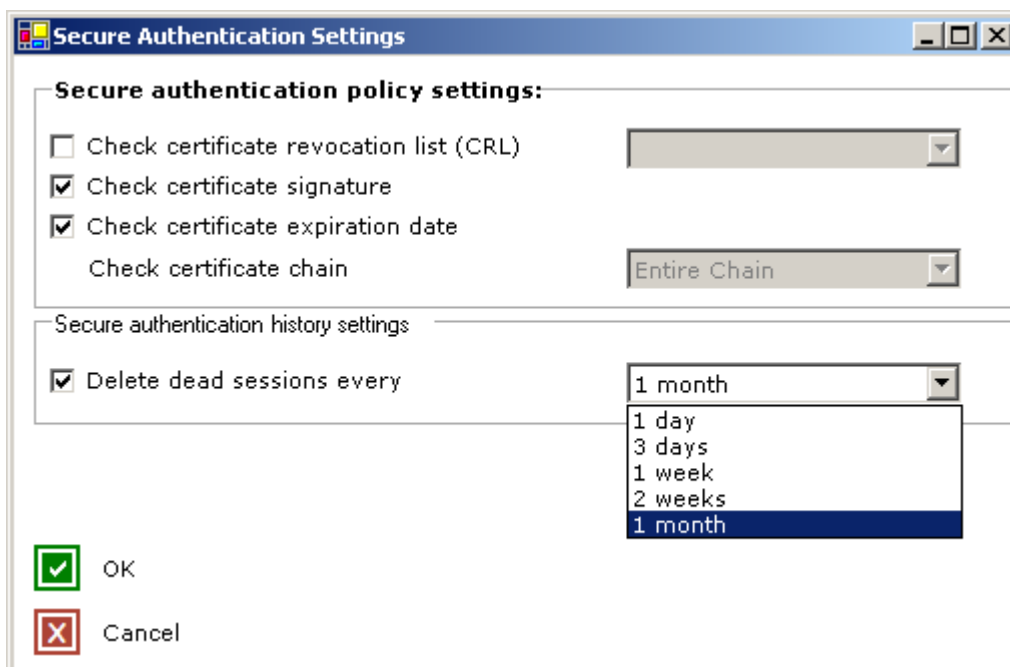 Secure Authentication Settings
Secure authentication policy settings:
Check certificate revocation list (CRL)
Check certificate signature
Check certificate expiration date
Check certificate chain
Entire Chain
Secure authentication history settings
Delete dead sessions every
1 month
1 day
3 days
1 week
2 weeks
1 month
OK
Cancel